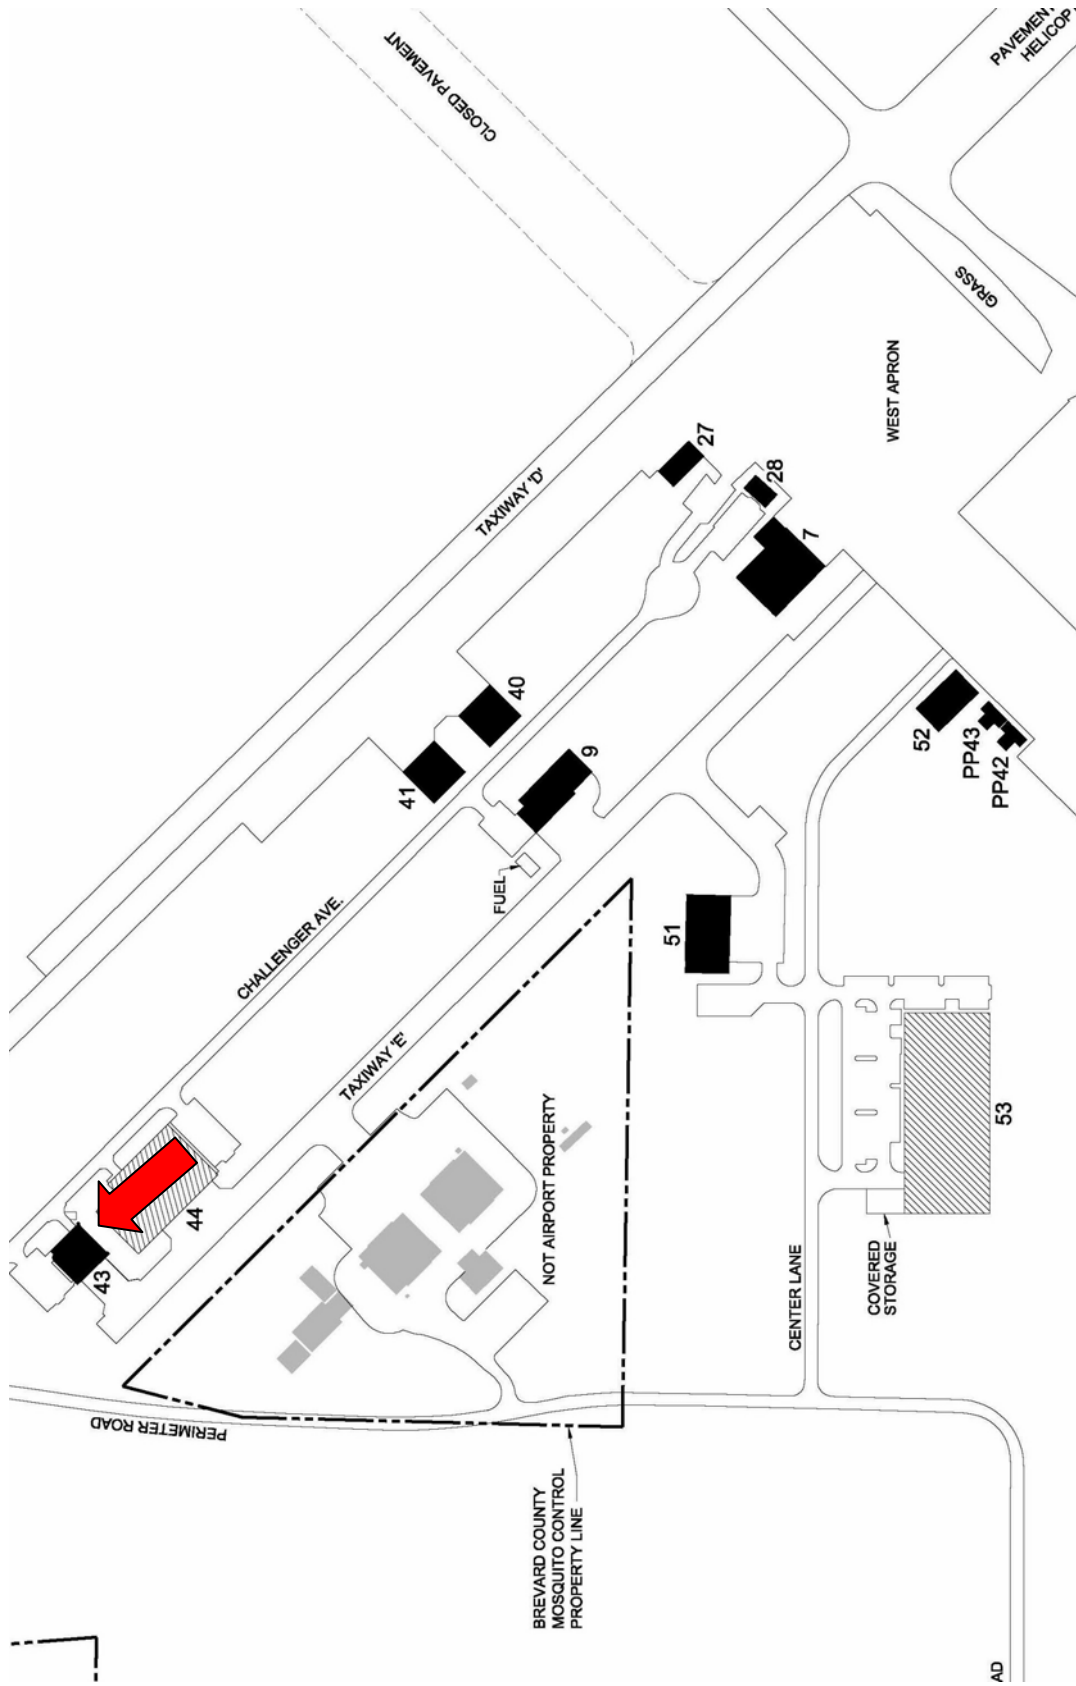 PAVEMENT
HELICOP
CLOSED PAVEMENT
GRASS
WEST APRON
27
28
TAXIWAY 'D'
7
40
52
PP43
PP42
9
41
FUEL
51
CHALLENGER AVE.
TAXIWAY 'E'
53
NOT AIRPORT PROPERTY
44
43
COVERED
STORAGE
CENTER LANE
PERIMETER ROAD
BREVARD COUNTY
MOSQUITO CONTROL
PROPERTY LINE
AD